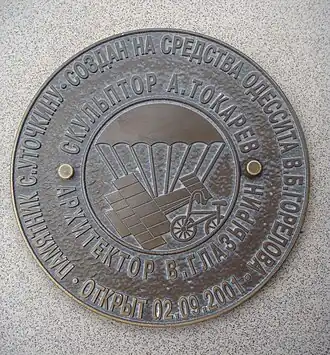 ПАМЯТНИК С.УТОЧКИНУ · СОЗДАН НА СРЕДСТВА ОДЕССИТА В.Б.ГОРЕЛОВА ·
ОТКРЫТ 02.09.2001
СКУЛЬПТОР А.ТОКАРЕВ
АРХИТЕКТОР В.ГЛАЗЫРИН